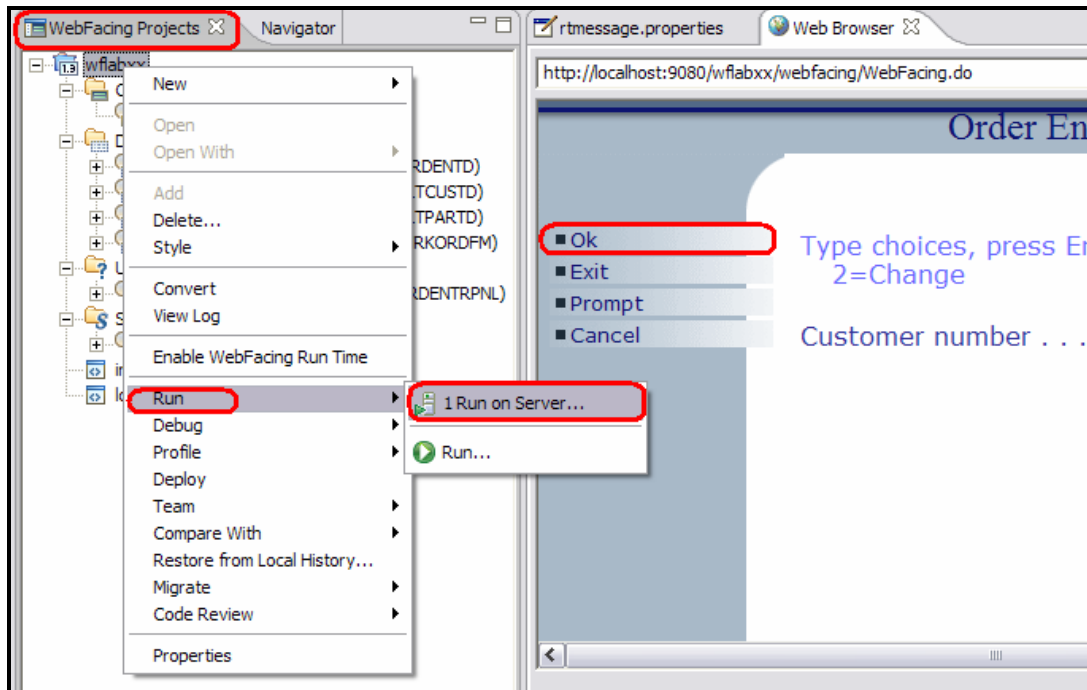 WebFacing Projects
Navigator
rtmessage.properties
Web Browser
1.3
wflabxx
http://localhost:9080/wflabxx/webfacing/WebFacing.do
New
Open
Open With
RDENTD)
Add
TCUSTD)
Delete...
TPARTD)
Style
RKORDFM)
Convert
RDENTRPNL)
View Log
Enable WebFacing Run Time
Run
1 Run on Server...
Debug
Profile
Run...
Deploy
Team
Compare With
Restore from Local History...
Migrate
Code Review
Properties
Order En
Ok
Exit
Prompt
Cancel
Type choices, press En
2=Change
Customer number . . .